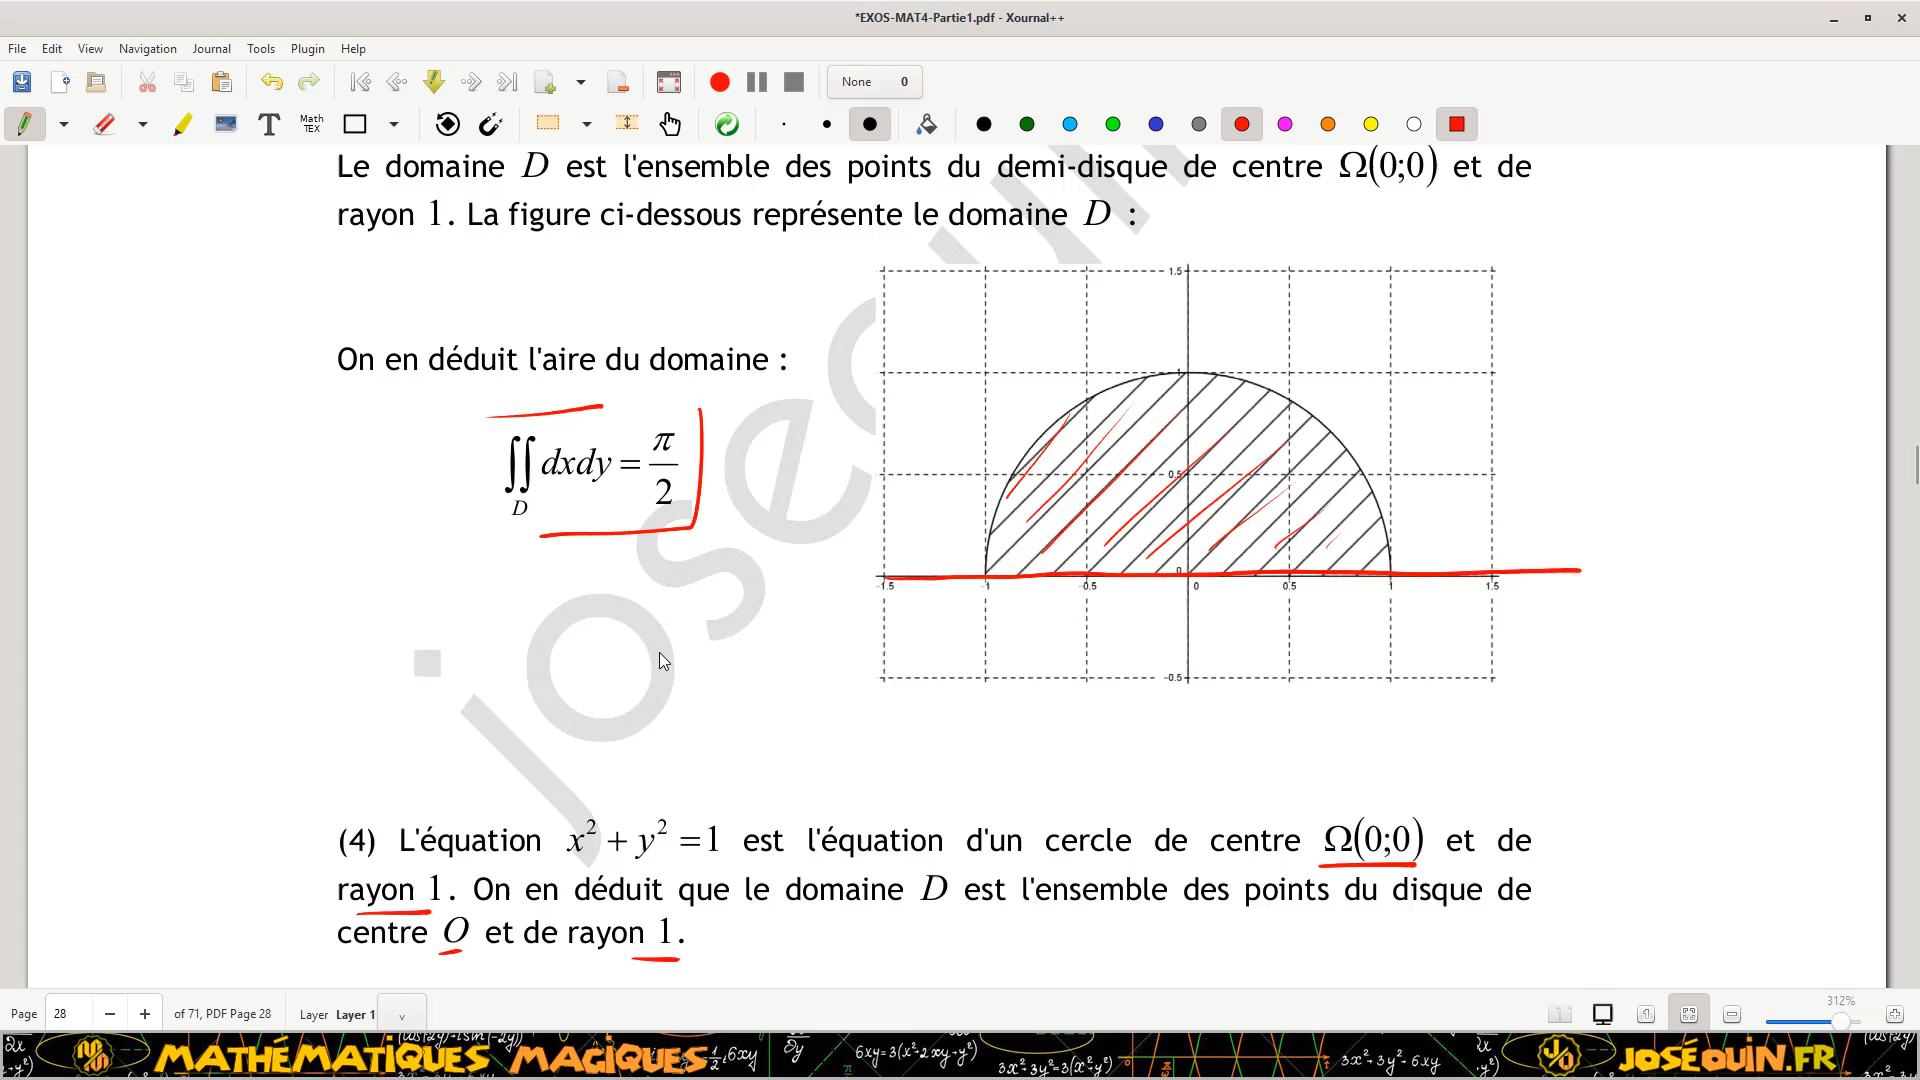 *EXOS-MAT4-Partie1.pdf - Xournal++
File Edit View Navigation Journal Tools Plugin Help
None 0
T Math TEX
Le domaine D est l'ensemble des points du demi-disque de centre Ω(0;0) et de
rayon 1. La figure ci-dessous représente le domaine D :
On en déduit l'aire du domaine :
∬ dxdy = π/2
D
1.5
1
0.5
0
-1.5 -1 -0.5 0 0.5 1 1.5
-0.5
(4) L'équation x² + y² = 1 est l'équation d'un cercle de centre Ω(0;0) et de
rayon 1. On en déduit que le domaine D est l'ensemble des points du disque de
centre O et de rayon 1.
josequin
Page 28 of 71, PDF Page 28 Layer Layer 1
312%
MATHÉMATIQUES MAGIQUES
JOSÉQUIN.FR